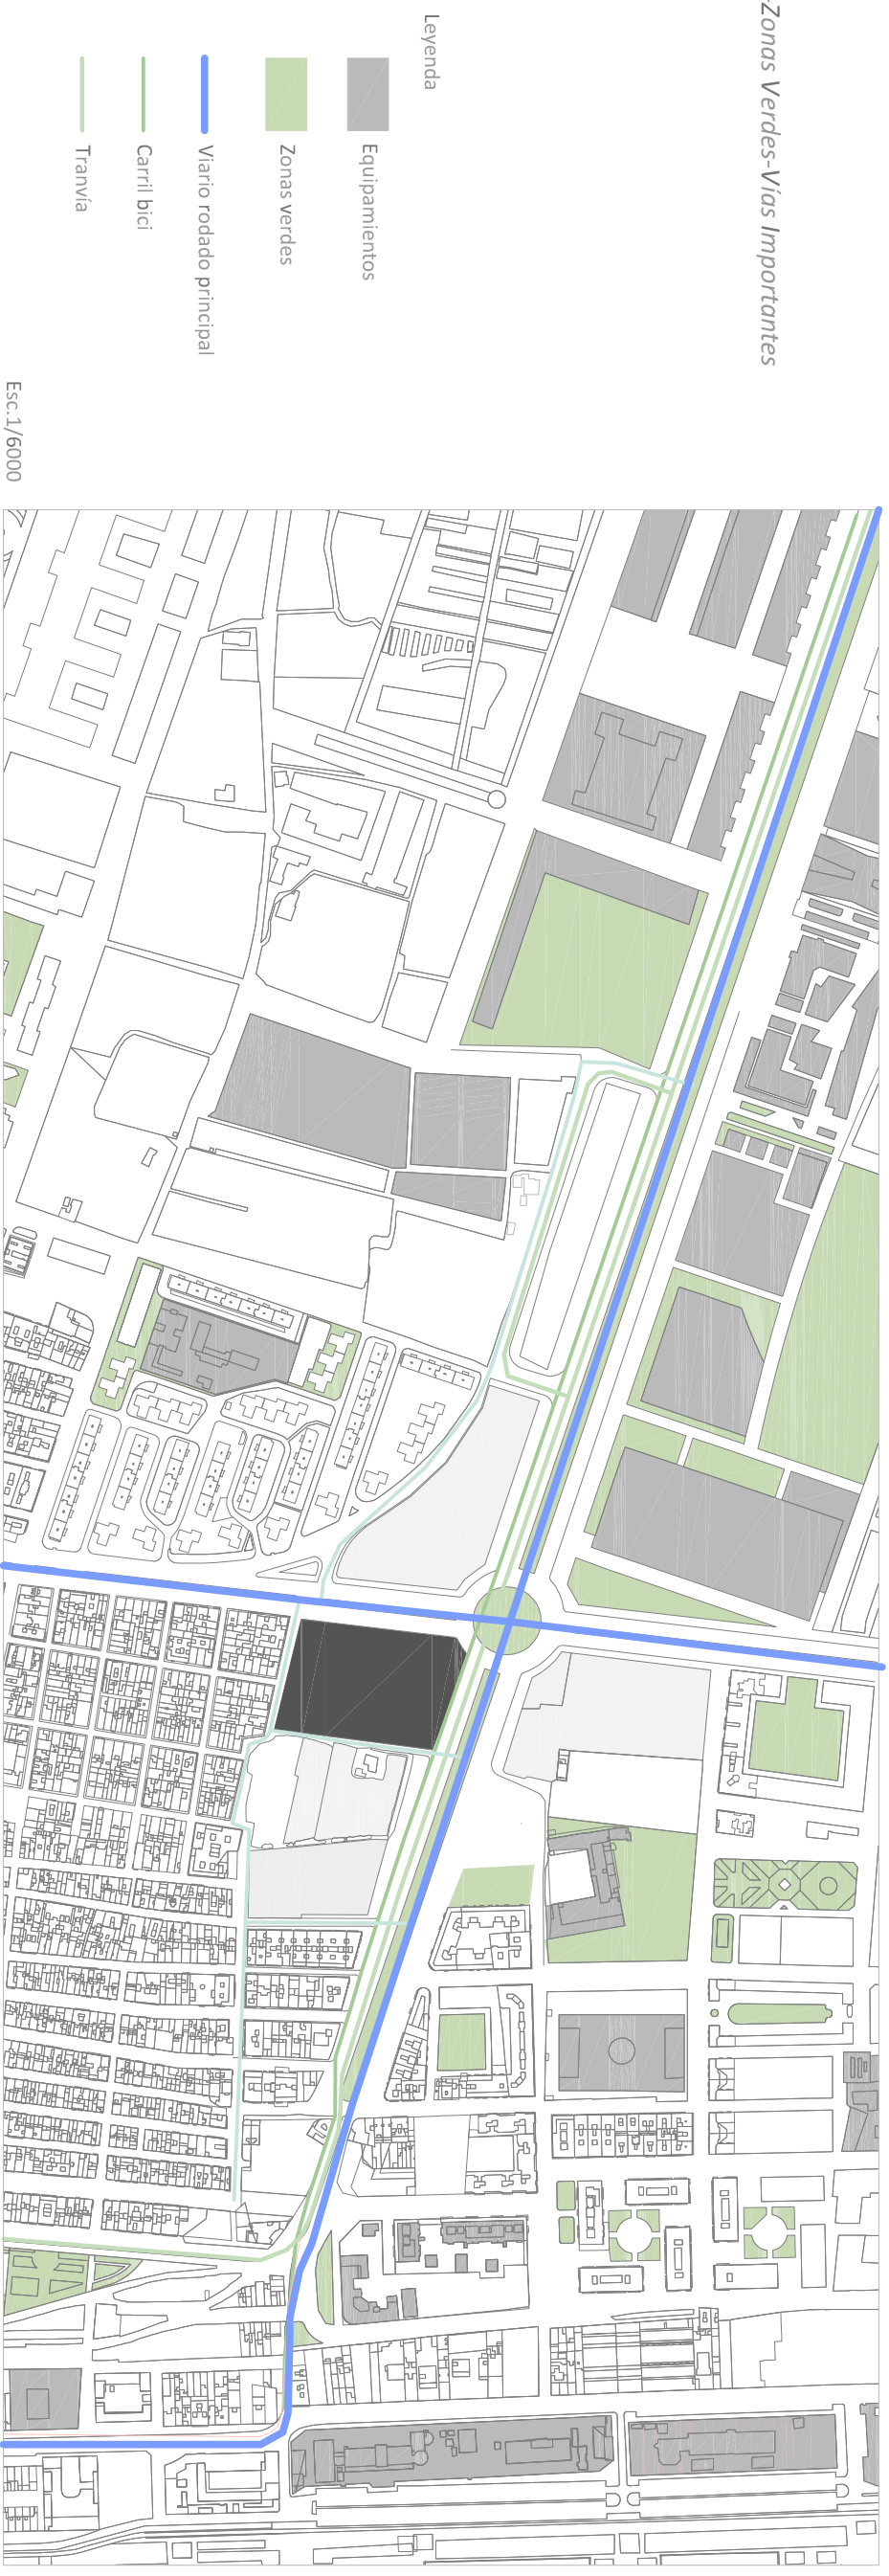 -Zonas Verdes-Vías Importantes
Leyenda
Equipamientos
Zonas verdes
Viario rodado principal
Carril bici
Tranvía
Esc.1/6000